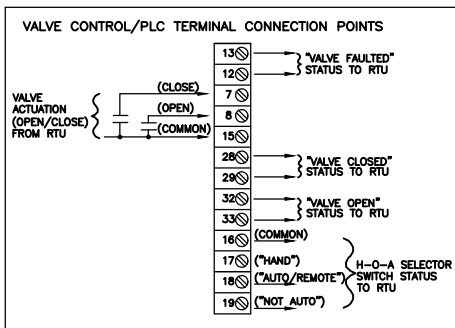 VALVE CONTROL/PLC TERMINAL CONNECTION POINTS
13
12
"VALVE FAULTED"
STATUS TO RTU
VALVE
ACTUATION
(OPEN/CLOSE)
FROM RTU
(CLOSE)
7
(OPEN)
8
(COMMON)
15
28
29
"VALVE CLOSED"
STATUS TO RTU
32
33
"VALVE OPEN"
STATUS TO RTU
16
(COMMON)
17
("HAND")
18
("AUTO/REMOTE")
19
("NOT AUTO")
H-O-A SELECTOR
SWITCH STATUS
TO RTU